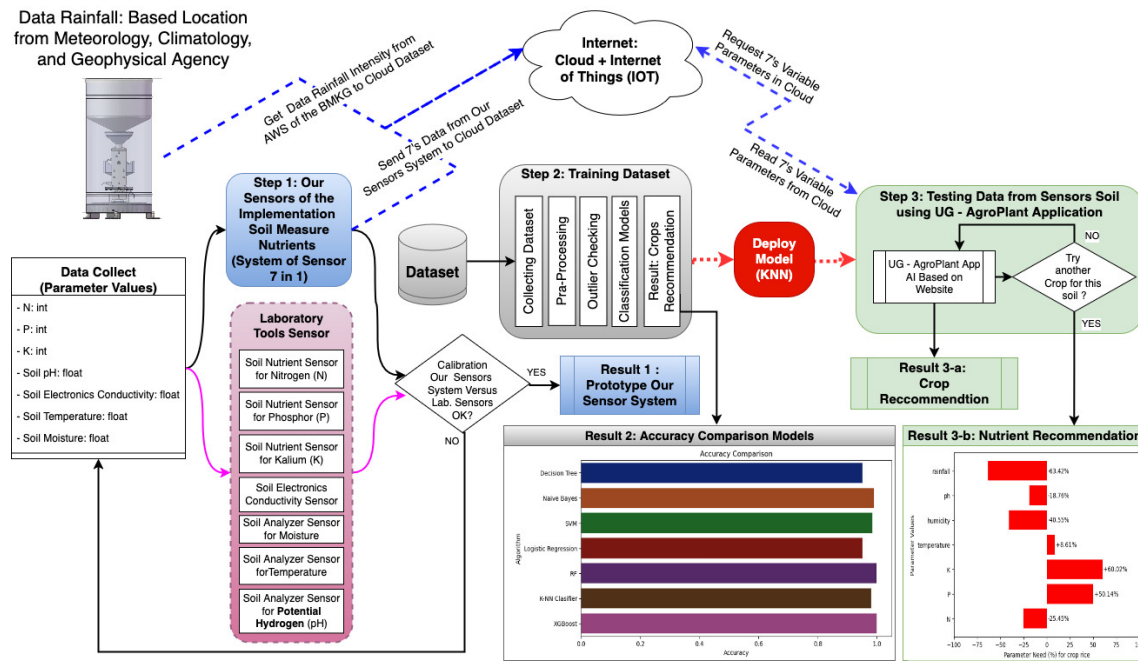 Data Rainfall: Based Location
from Meteorology, Climatology,
and Geophysical Agency
Get Data Rainfall Intensity from
AWS of the BMKG to Cloud Dataset
Send 7's Data from Our
Sensors System to Cloud Dataset
Internet:
Cloud + Internet
of Things (IOT)
Request 7's Variable
Parameters in Cloud
Read 7's Variable
Parameters from Cloud
Step 1: Our
Sensors of the
Implementation
Soil Measure
Nutrients
(System of Sensor
7 in 1)
Dataset
Step 2: Training Dataset
Collecting Dataset
Pra-Processing
Outlier Checking
Classification Models
Result: Crops
Recommendation
Deploy
Model
(KNN)
Step 3: Testing Data from Sensors Soil
using UG - AgroPlant Application
NO
UG - AgroPlant App
AI Based on
Website
Try
another
Crop for this
soil ?
YES
Data Collect
(Parameter Values)
- N: int
- P: int
- K: int
- Soil pH: float
- Soil Electronics Conductivity: float
- Soil Temperature: float
- Soil Moisture: float
Laboratory
Tools Sensor
Soil Nutrient Sensor
for Nitrogen (N)
Soil Nutrient Sensor
for Phosphor (P)
Soil Nutrient Sensor
for Kalium (K)
Soil Electronics
Conductivity Sensor
Soil Analyzer Sensor
for Moisture
Soil Analyzer Sensor
forTemperature
Soil Analyzer Sensor
for Potential
Hydrogen (pH)
Calibration
Our Sensors
System Versus
Lab. Sensors
OK?
YES
NO
Result 1 :
Prototype Our
Sensor System
Result 3-a:
Crop
Reccommendtion
Result 2: Accuracy Comparison Models
Accuracy Comparison
Algorithm
Decision Tree
Naive Bayes
SVM
Logistic Regression
RF
K-NN Clasifier
XGBoost
0.0 0.2 0.4 0.6 0.8 1.0
Accuracy
Result 3-b: Nutrient Recommendation
Parameter Values
rainfall -63.42%
ph -18.76%
humidity -40.55%
temperature +8.61%
K +60.02%
P +50.14%
N -25.45%
-100 -75 -50 -25 0 25 50 75 100
Parameter Need (%) for crop rice